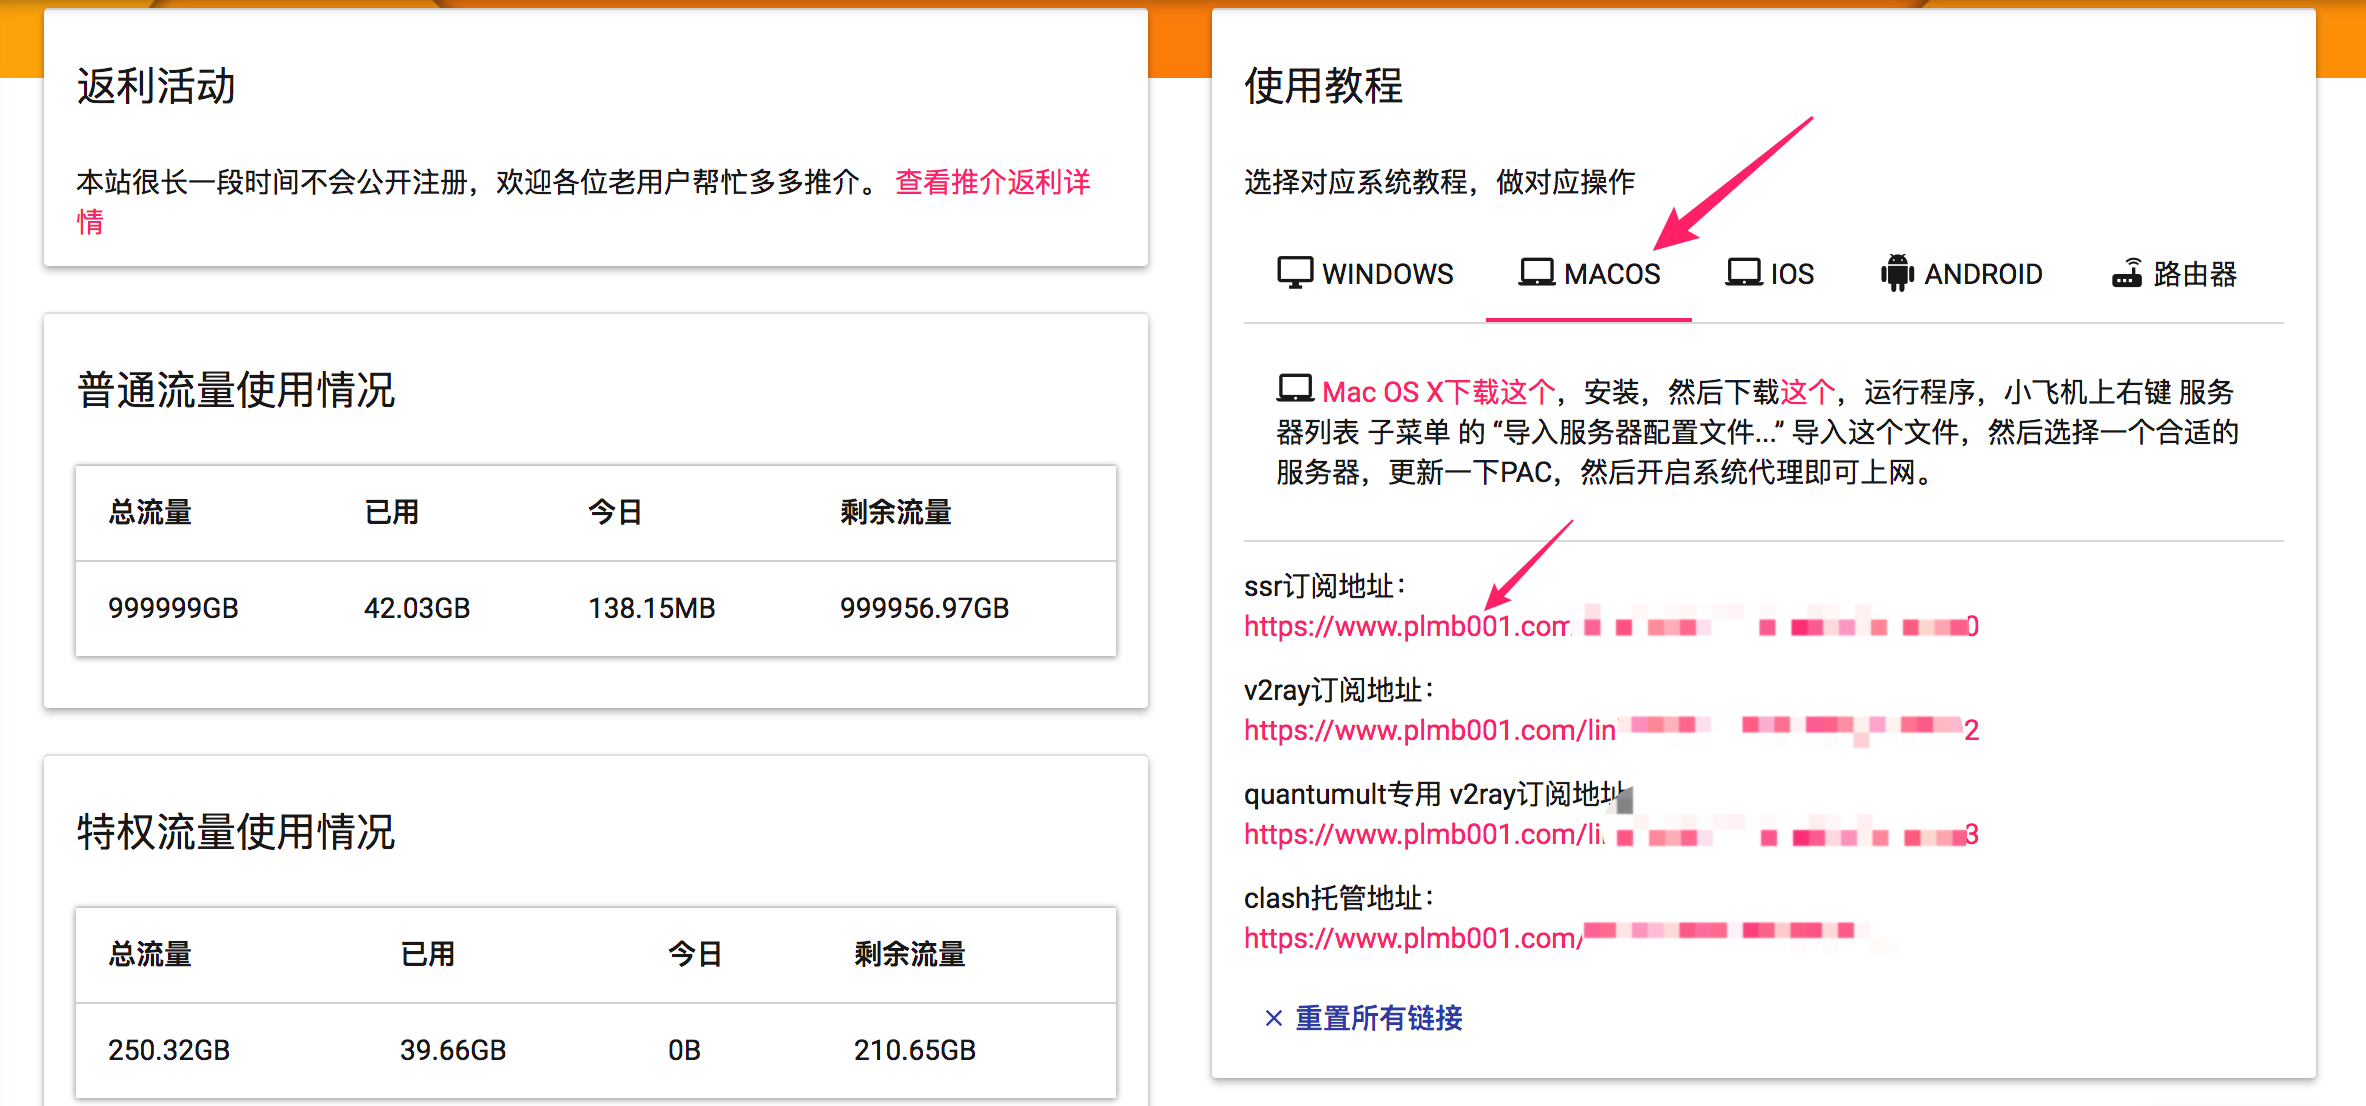 返利活动
本站很长一段时间不会公开注册，欢迎各位老用户帮忙多多推介。 查看推介返利详
情
普通流量使用情况
总流量 已用 今日 剩余流量
999999GB 42.03GB 138.15MB 999956.97GB
特权流量使用情况
总流量 已用 今日 剩余流量
250.32GB 39.66GB 0B 210.65GB
使用教程
选择对应系统教程，做对应操作
WINDOWS MACOS IOS ANDROID 路由器
Mac OS X下载这个，安装，然后下载这个，运行程序，小飞机上右键 服务
器列表 子菜单 的 “导入服务器配置文件...” 导入这个文件，然后选择一个合适的
服务器，更新一下PAC，然后开启系统代理即可上网。
ssr订阅地址：
https://www.plmb001.com 0
v2ray订阅地址：
https://www.plmb001.com/lin 2
quantumult专用 v2ray订阅地址
https://www.plmb001.com/li 3
clash托管地址：
https://www.plmb001.com/
× 重置所有链接